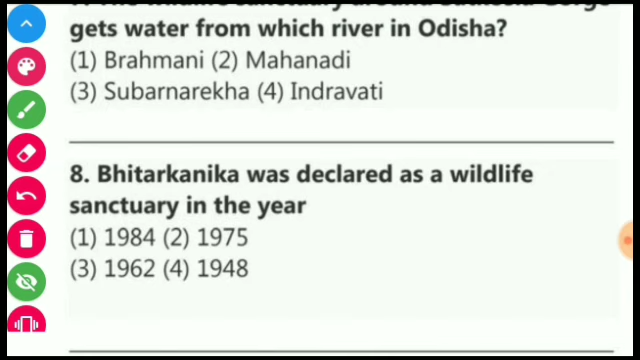 gets water from which river in Odisha?
(1) Brahmani (2) Mahanadi
(3) Subarnarekha (4) Indravati
8. Bhitarkanika was declared as a wildlife
sanctuary in the year
(1) 1984 (2) 1975
(3) 1962 (4) 1948